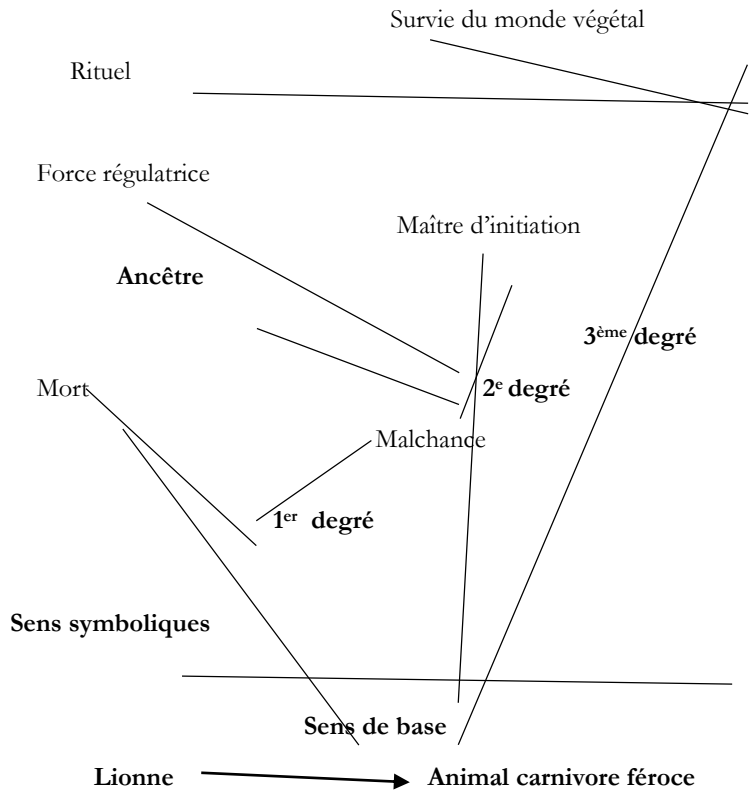 Survie du monde végétal
Rituel
Force régulatrice
Maître d’initiation
Ancêtre
3ème degré
Mort
2e degré
Malchance
1er degré
Sens symboliques
Sens de base
Lionne Animal carnivore féroce